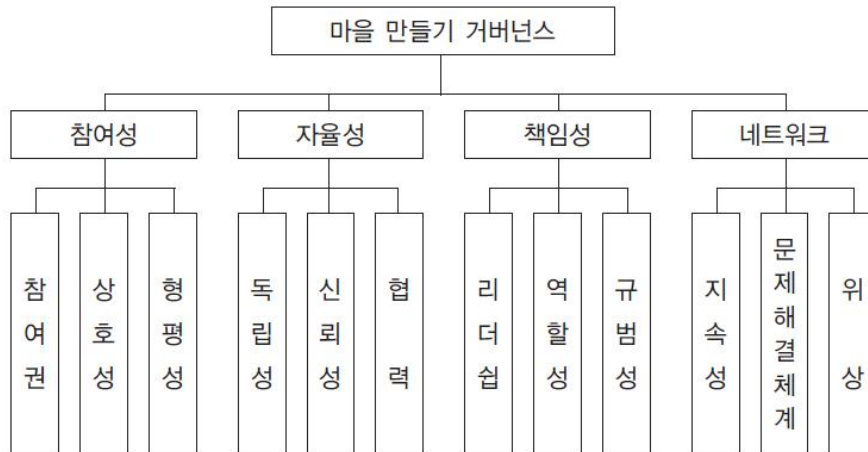 마을 만들기 거버넌스
참여성
자율성
책임성
네트워크
참여권
상호성
형평성
독립성
신뢰성
협력
리더쉽
역할성
규범성
지속성
문제해결체계
위상